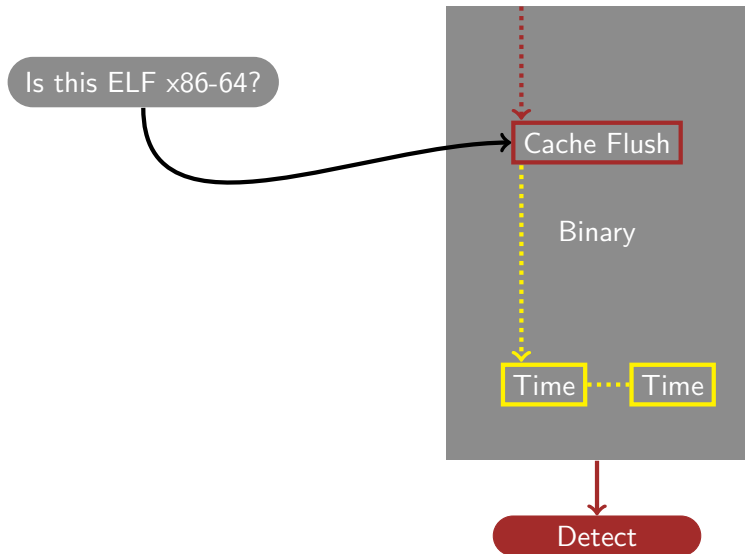 Is this ELF x86-64?
Cache Flush
Binary
Time
Time
Detect